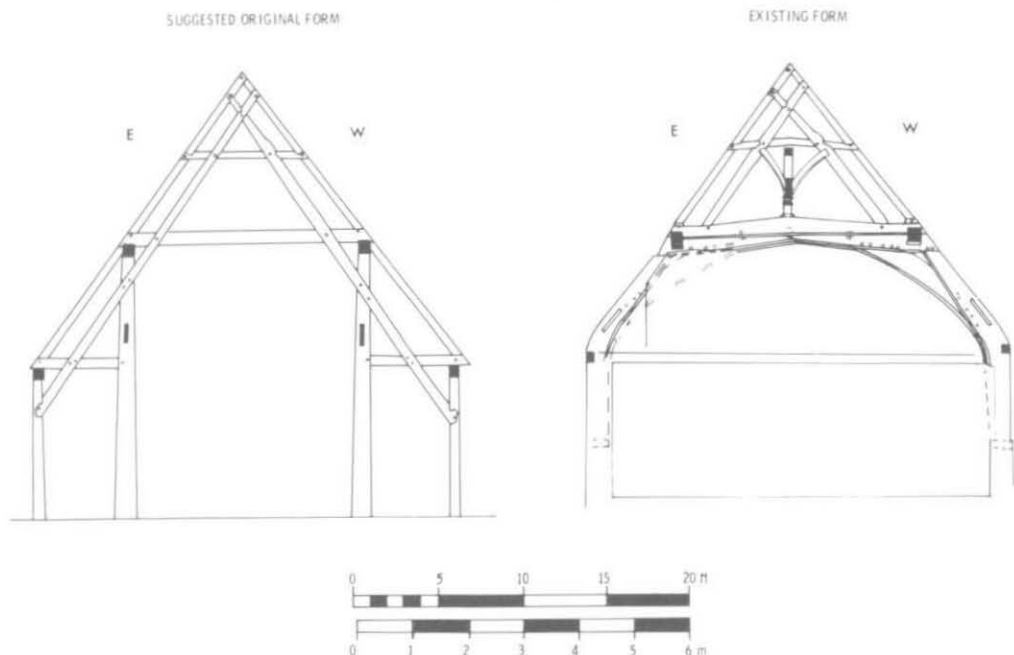 SUGGESTED ORIGINAL FORM
EXISTING FORM
E
W
E
W
0 5 10 15 20 ft
0 1 2 3 4 5 6 m